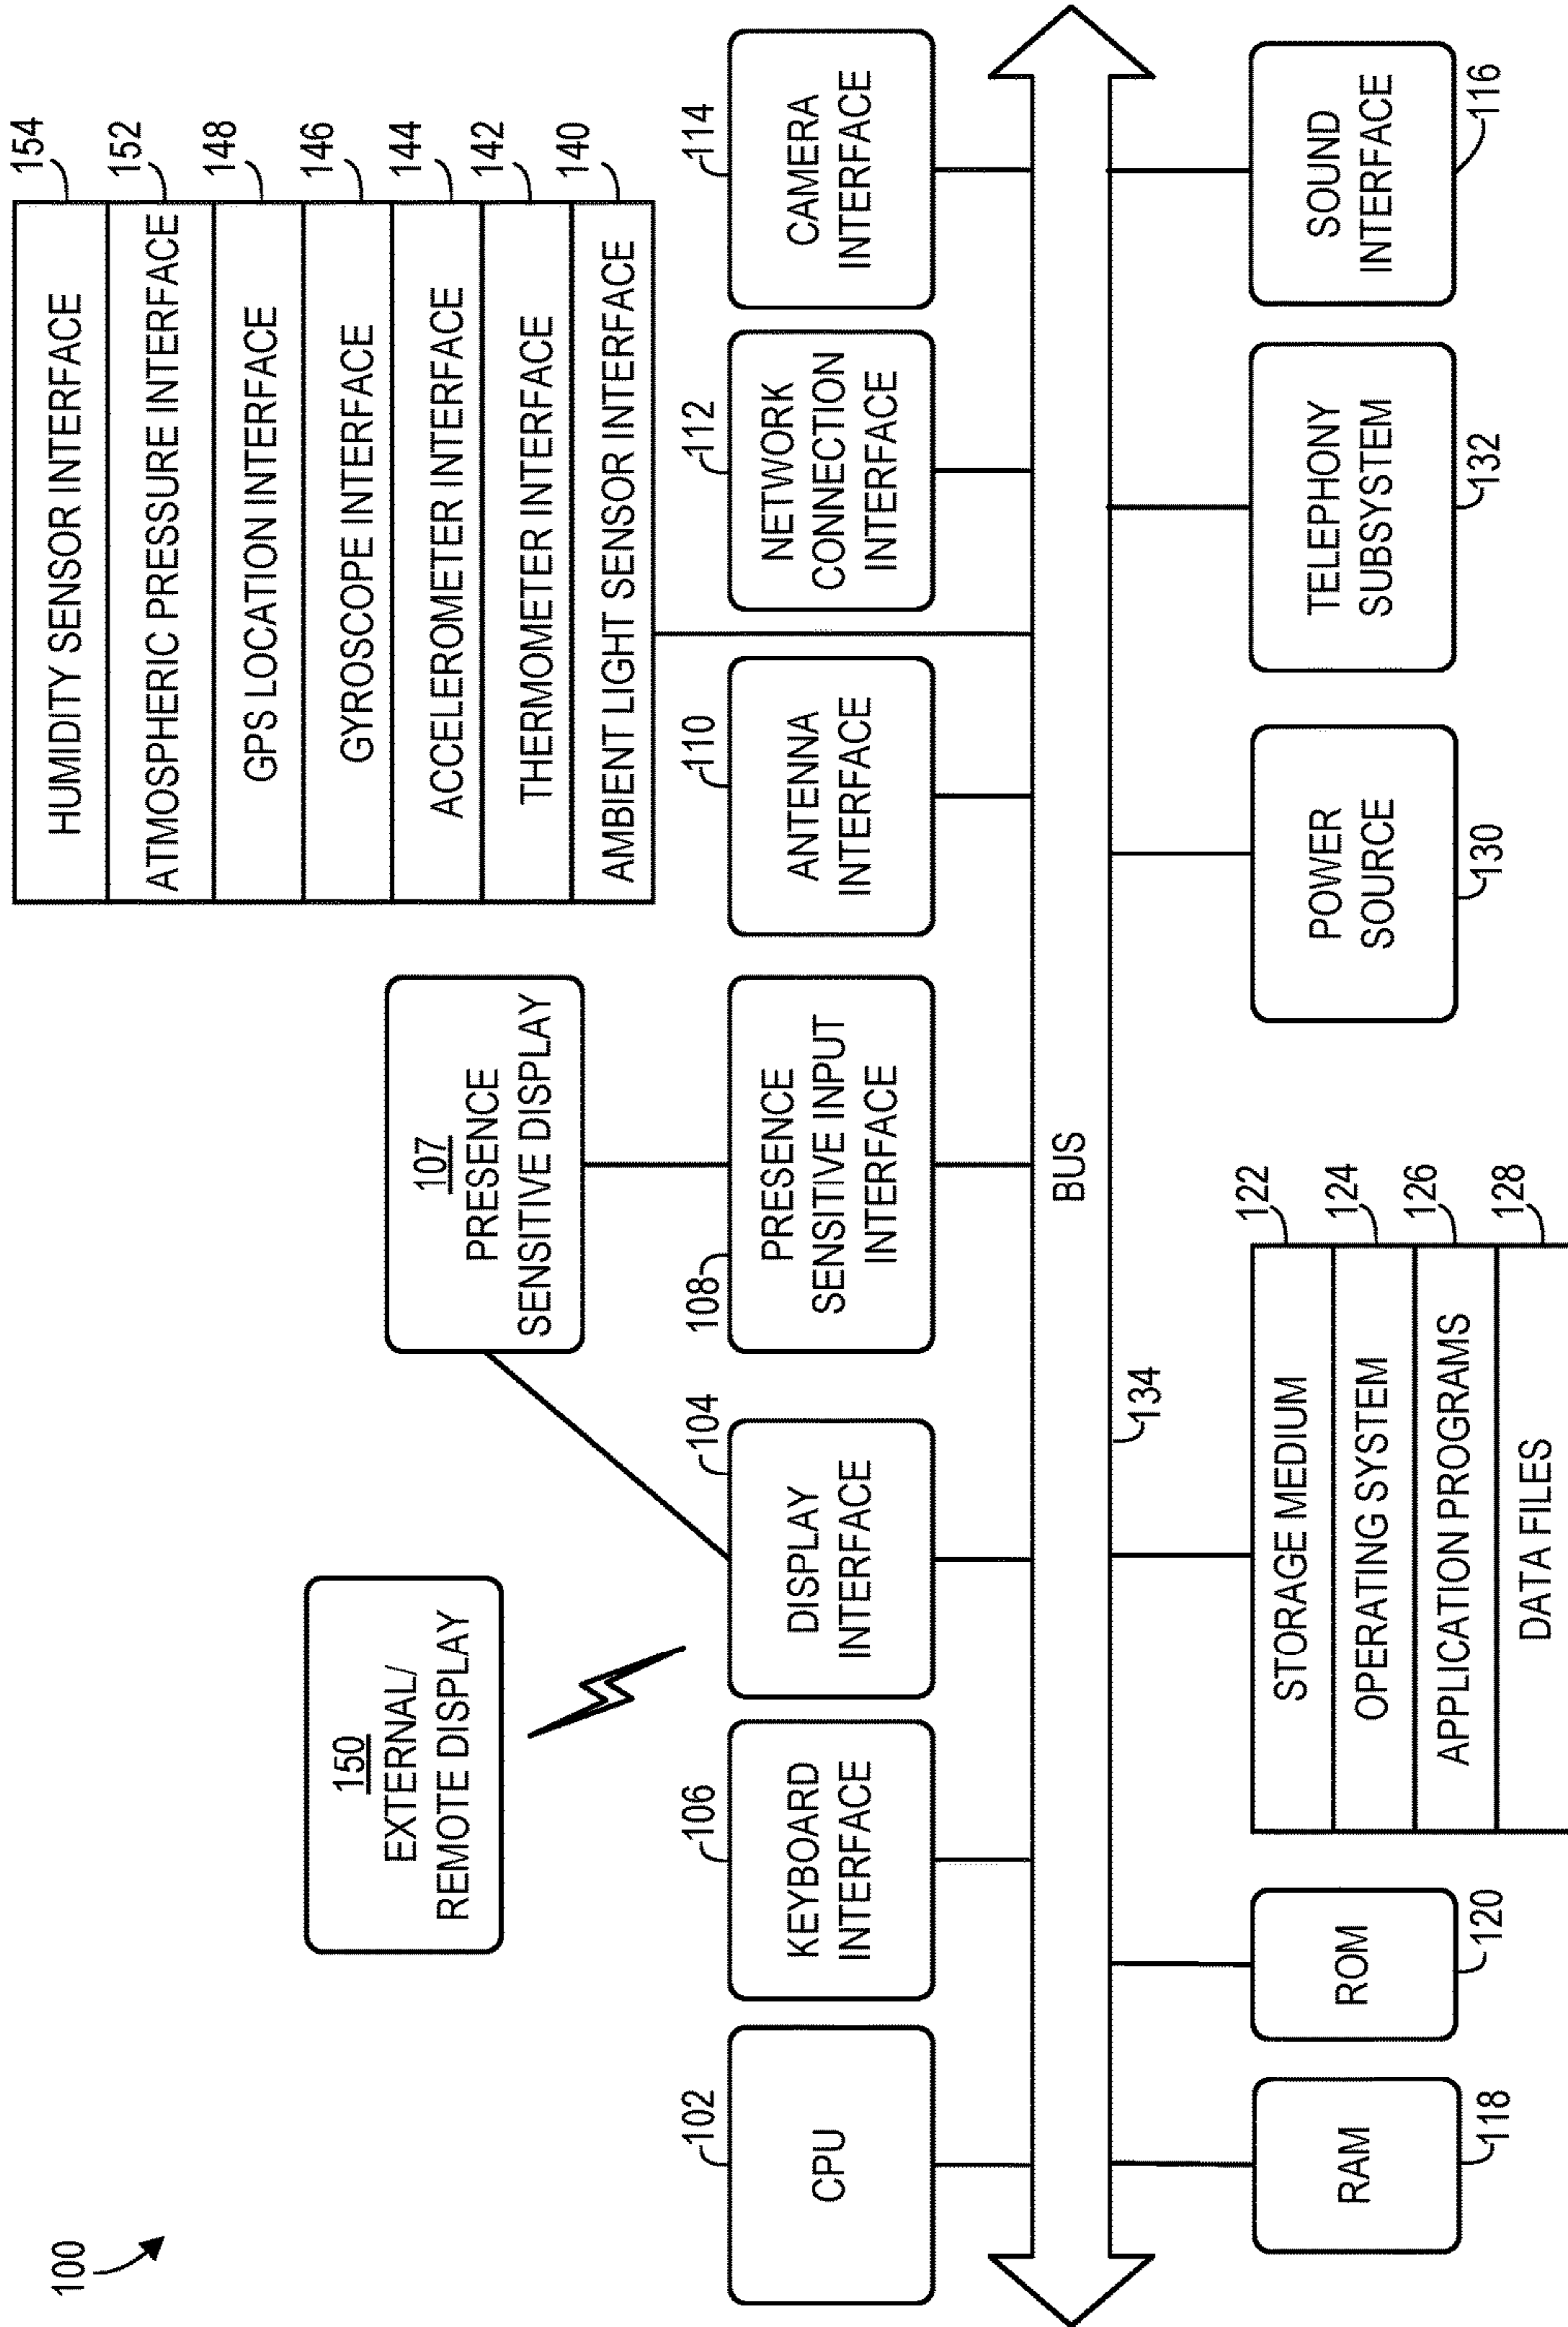 100
154
HUMIDITY SENSOR INTERFACE
152
ATMOSPHERIC PRESSURE INTERFACE
148
GPS LOCATION INTERFACE
146
GYROSCOPE INTERFACE
144
ACCELEROMETER INTERFACE
142
THERMOMETER INTERFACE
140
AMBIENT LIGHT SENSOR INTERFACE
150
EXTERNAL/
REMOTE DISPLAY
107
PRESENCE
SENSITIVE DISPLAY
102
CPU
106
KEYBOARD
INTERFACE
104
DISPLAY
INTERFACE
108
PRESENCE
SENSITIVE INPUT
INTERFACE
110
ANTENNA
INTERFACE
112
NETWORK
CONNECTION
INTERFACE
114
CAMERA
INTERFACE
BUS
134
RAM
118
ROM
120
STORAGE MEDIUM
122
OPERATING SYSTEM
124
APPLICATION PROGRAMS
126
DATA FILES
128
POWER
SOURCE
130
TELEPHONY
SUBSYSTEM
132
SOUND
INTERFACE
116